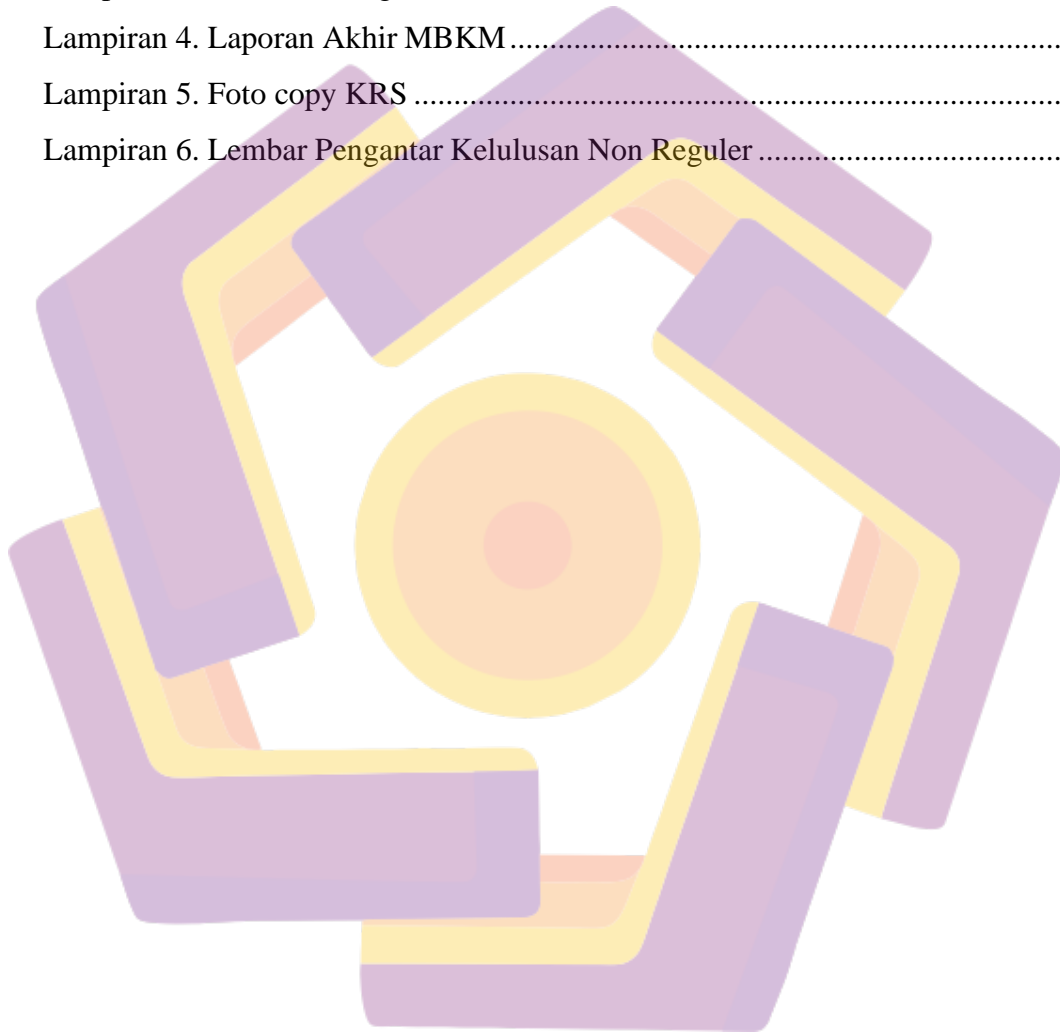 Lampiran 4. Laporan Akhir MBKM......................................................................
Lampiran 5. Foto copy KRS ..................................................................................
Lampiran 6. Lembar Pengantar Kelulusan Non Reguler ......................................